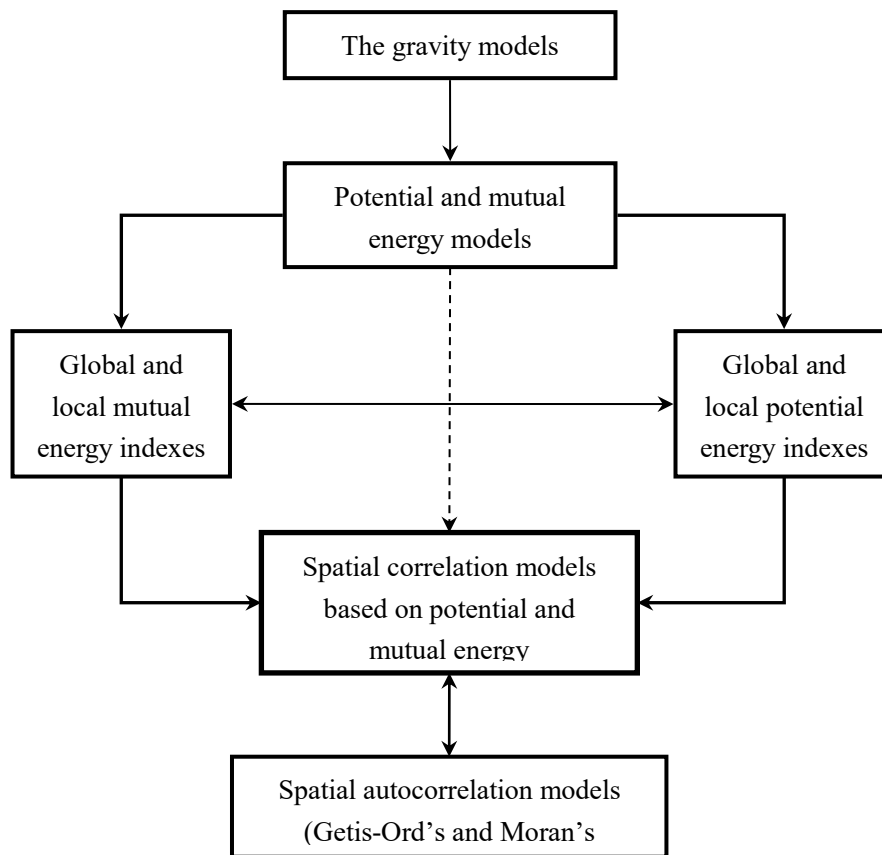 The gravity models
Potential and mutual
energy models
Global and
local mutual
energy indexes
Global and
local potential
energy indexes
Spatial correlation models
based on potential and
mutual energy
Spatial autocorrelation models
(Getis-Ord’s and Moran’s